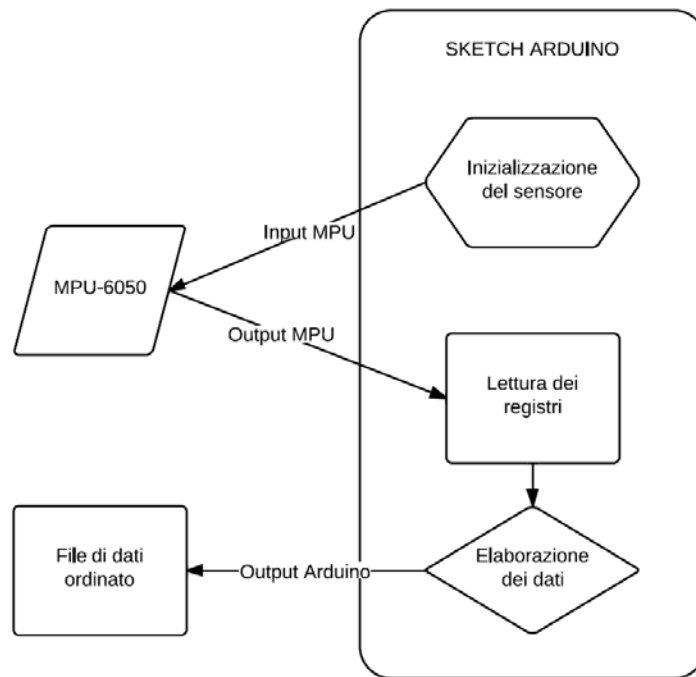 SKETCH ARDUINO
Inizializzazione
del sensore
Input MPU
MPU-6050
Output MPU
Lettura dei
registri
Elaborazione
dei dati
Output Arduino
File di dati
ordinato